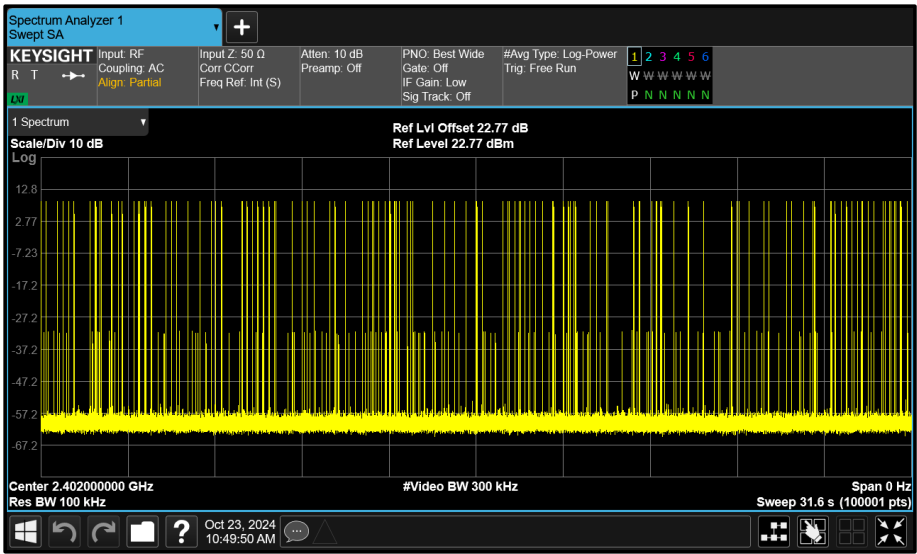 Spectrum Analyzer 1
Swept SA
+
KEYSIGHT Input: RF Input Z: 50 Ω Atten: 10 dB PNO: Best Wide #Avg Type: Log-Power 1 2 3 4 5 6
R T Coupling: AC Corr CCorr Preamp: Off Gate: Off Trig: Free Run W W W W W W
Align: Partial Freq Ref: Int (S) IF Gain: Low P N N N N N
LXI Sig Track: Off
1 Spectrum
Ref Lvl Offset 22.77 dB
Scale/Div 10 dB Ref Level 22.77 dBm
Log
12.8
2.77
-7.23
-17.2
-27.2
-37.2
-47.2
-57.2
-67.2
Center 2.402000000 GHz #Video BW 300 kHz Span 0 Hz
Res BW 100 kHz Sweep 31.6 s (100001 pts)
? Oct 23, 2024
10:49:50 AM